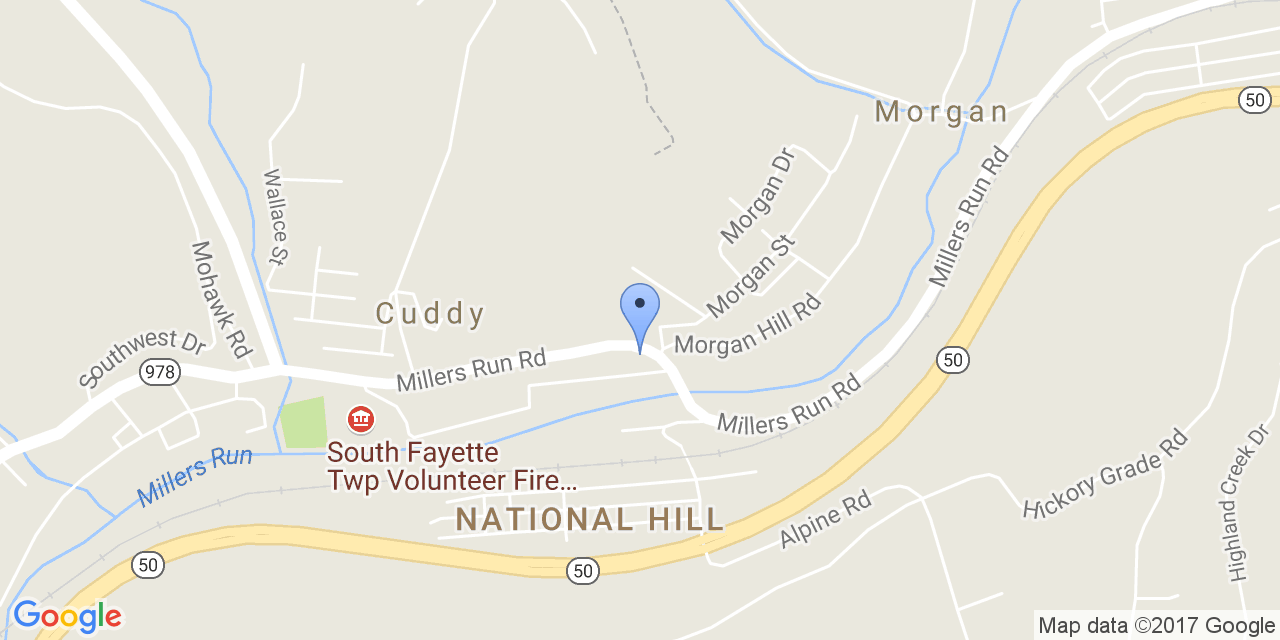 50
Morgan
Millers Run Rd
Morgan Dr
Morgan St
Wallace St
Mohawk Rd
Cuddy
Morgan Hill Rd
Southwest Dr
978
Millers Run Rd
50
Millers Run Rd
South Fayette
Twp Volunteer Fire...
Millers Run
Hickory Grade Rd
Highland Creek Dr
NATIONAL HILL
Alpine Rd
50
50
Google
Map data ©2017 Google